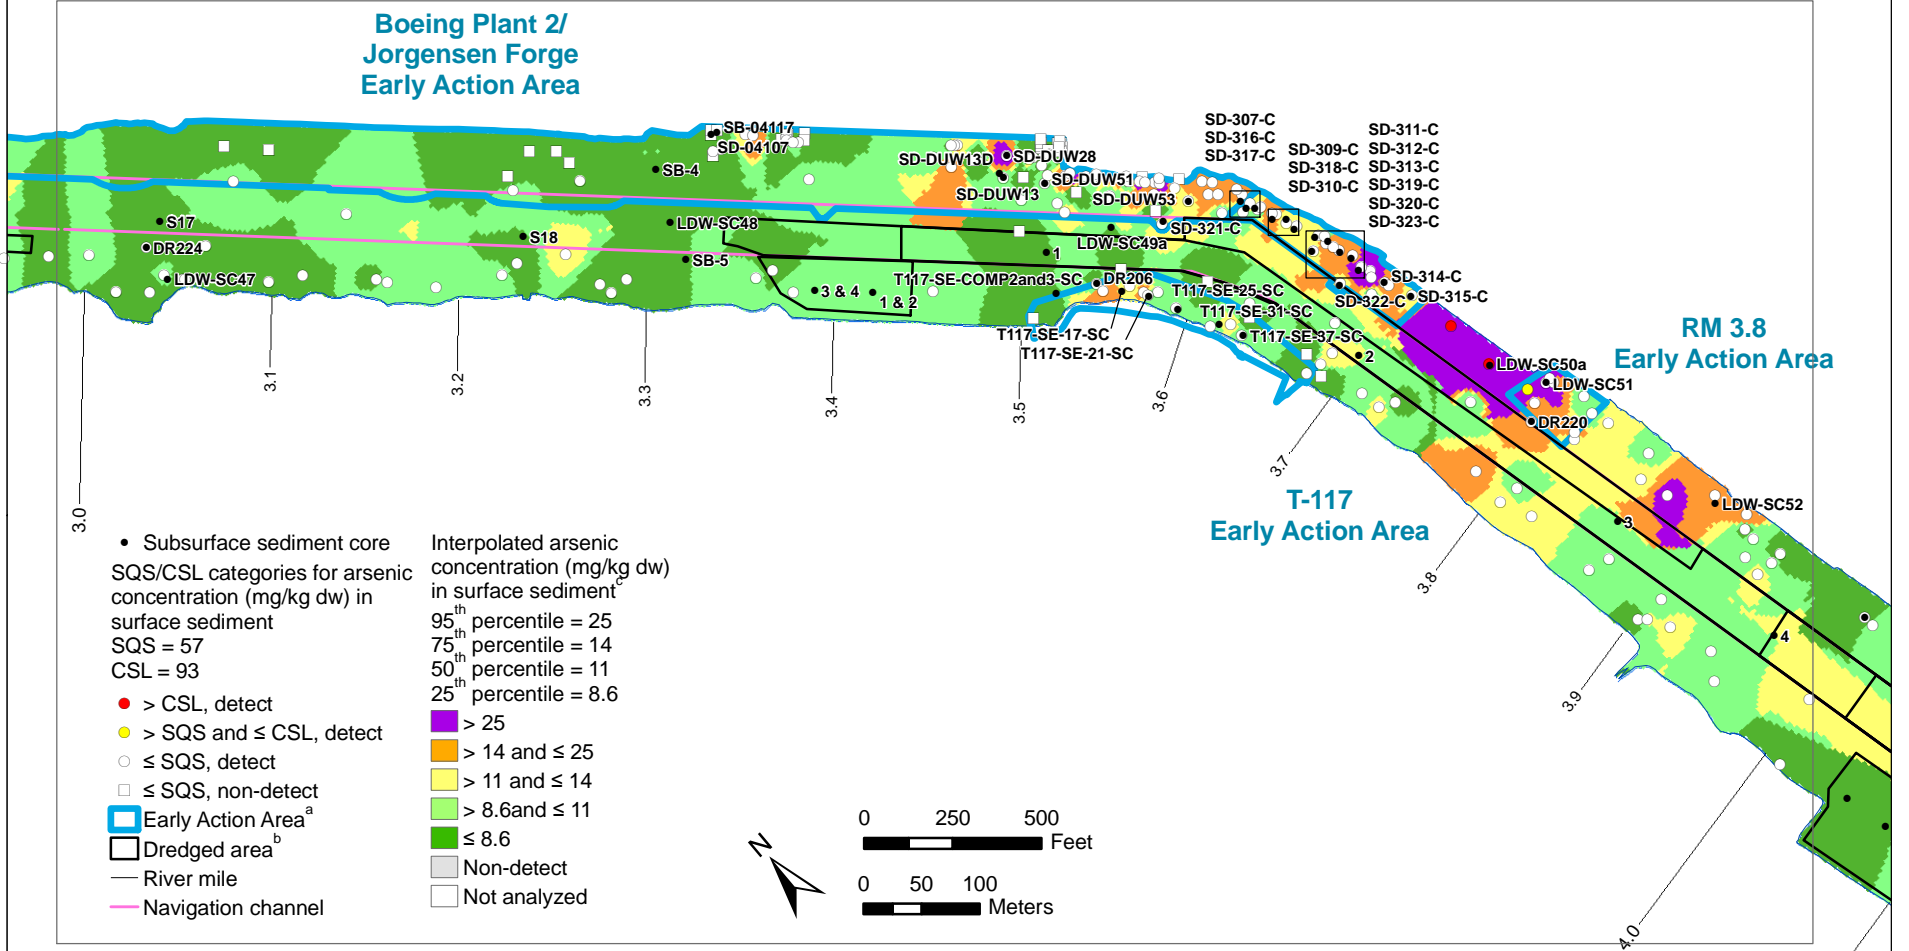 Boeing Plant 2/
Jorgensen Forge
Early Action Area
SD-307-C
SD-316-C
SD-317-C
SD-309-C
SD-318-C
SD-310-C
SD-311-C
SD-312-C
SD-313-C
SD-319-C
SD-320-C
SD-323-C
SB-04117
SD-04107
SB-4
SD-DUW13D
SD-DUW28
SD-DUW51
SD-DUW13
SD-DUW53
S17
DR224
LDW-SC47
S18
LDW-SC48
SB-5
SD-321-C
LDW-SC49a
1
3 & 4
1 & 2
T117-SE-COMP2and3-SC
DR206
T117-SE-25-SC
T117-SE-31-SC
T117-SE-37-SC
T117-SE-17-SC
T117-SE-21-SC
SD-314-C
SD-322-C
SD-315-C
2
LDW-SC50a
LDW-SC51
DR220
RM 3.8
Early Action Area
LDW-SC52
3
4
T-117
Early Action Area
3.0
3.1
3.2
3.3
3.4
3.5
3.6
3.7
3.8
3.9
4.0
Subsurface sediment core
SQS/CSL categories for arsenic
concentration (mg/kg dw) in
surface sediment
SQS = 57
CSL = 93
> CSL, detect
> SQS and ≤ CSL, detect
≤ SQS, detect
≤ SQS, non-detect
Early Action Area a
Dredged area b
River mile
Navigation channel
Interpolated arsenic
concentration (mg/kg dw)
in surface sediment c
95th percentile = 25
75th percentile = 14
50th percentile = 11
25th percentile = 8.6
> 25
> 14 and ≤ 25
> 11 and ≤ 14
> 8.6and ≤ 11
≤ 8.6
Non-detect
Not analyzed
N
0 250 500
Feet
0 50 100
Meters